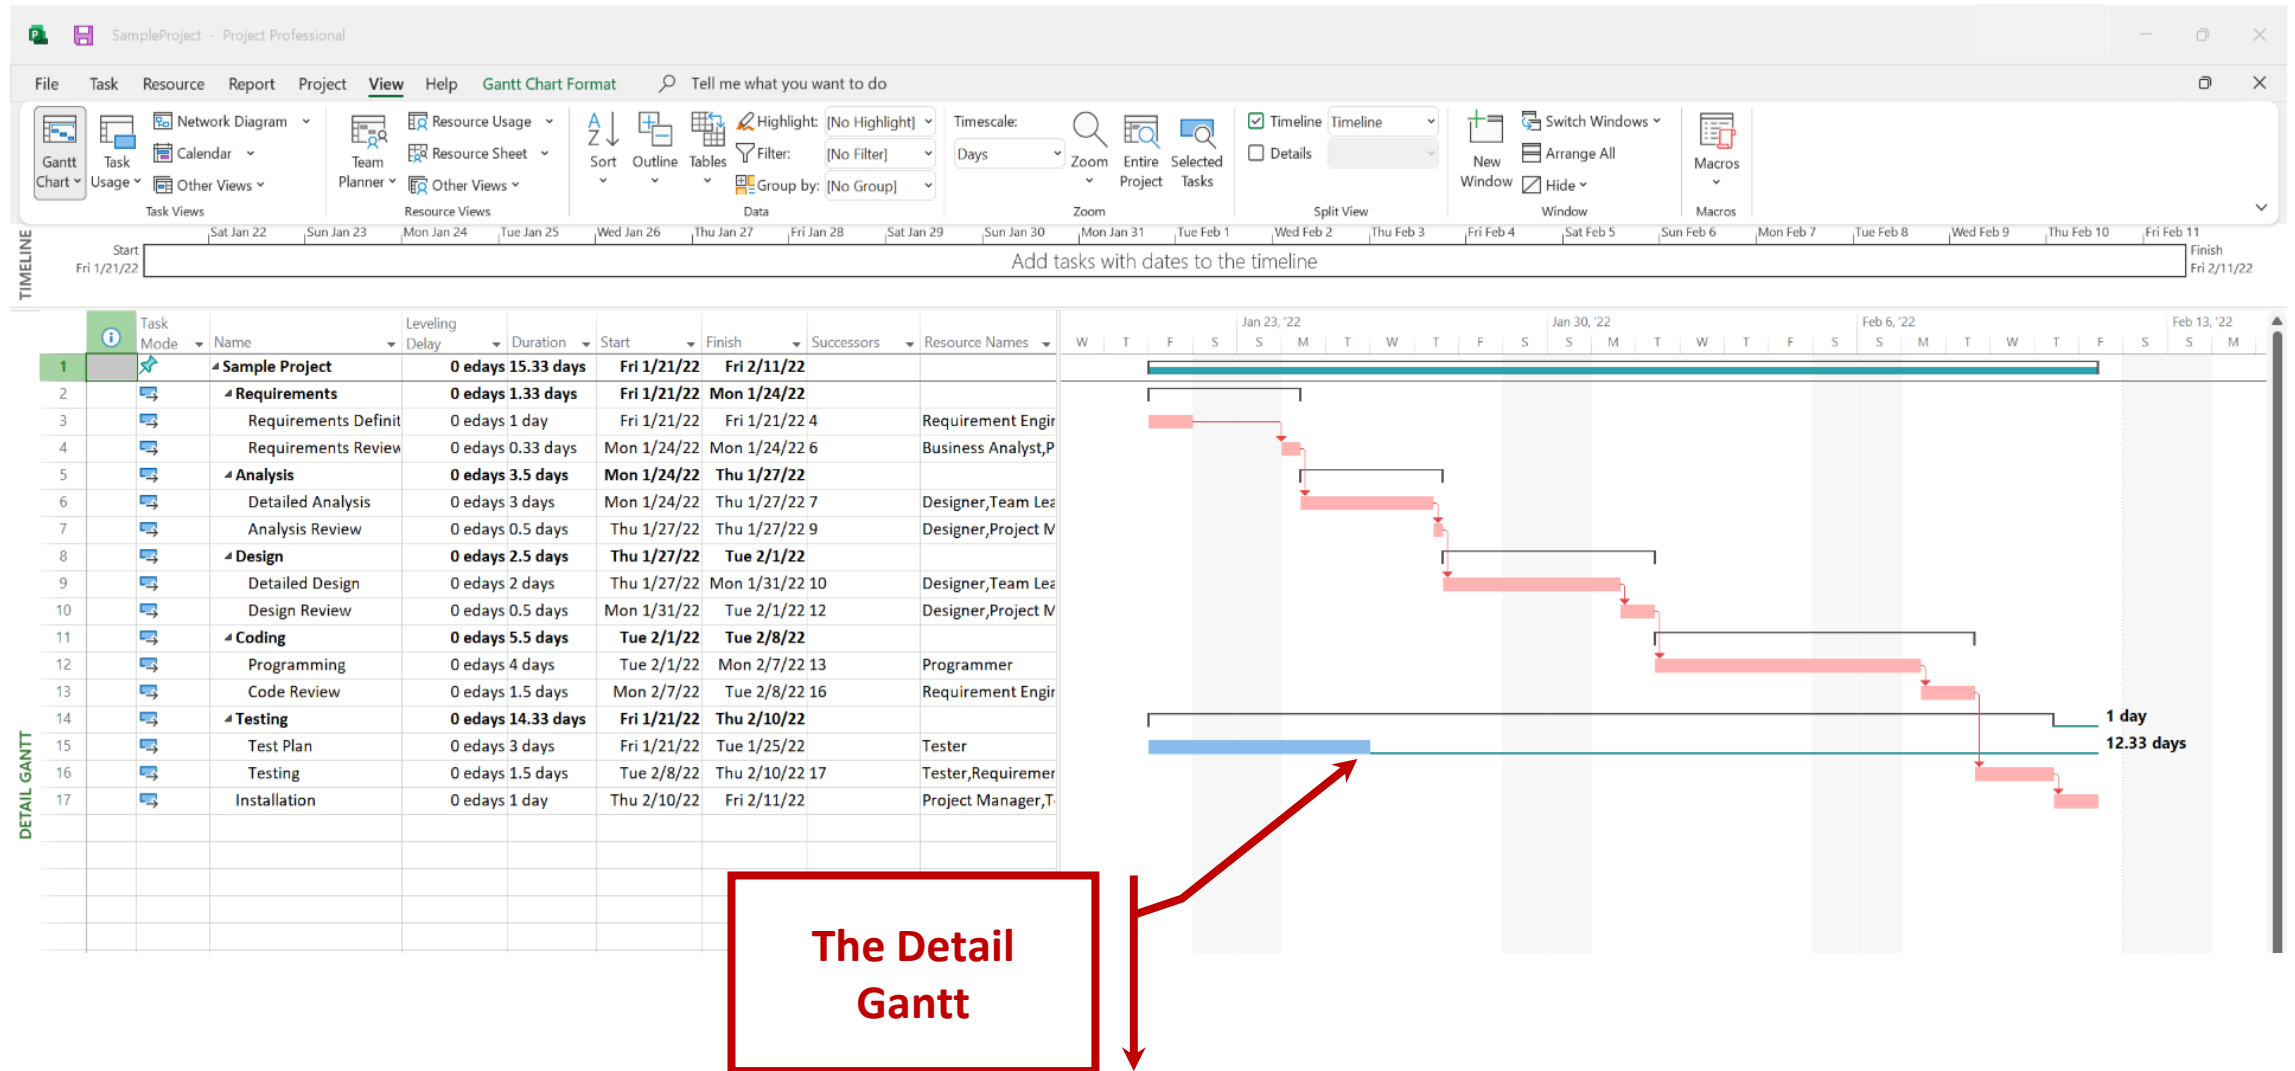 SampleProject - Project Professional
File Task Resource Report Project View Help Gantt Chart Format Tell me what you want to do
Gantt Chart
Task Usage
Network Diagram
Calendar
Other Views
Task Views
Team Planner
Resource Usage
Resource Sheet
Other Views
Resource Views
Sort
Outline
Tables
Highlight: [No Highlight]
Filter: [No Filter]
Group by: [No Group]
Data
Timescale:
Days
Zoom
Entire Project
Selected Tasks
Zoom
Timeline Timeline
Details
Split View
New Window
Switch Windows
Arrange All
Hide
Window
Macros
Macros
TIMELINE
Sat Jan 22 Sun Jan 23 Mon Jan 24 Tue Jan 25 Wed Jan 26 Thu Jan 27 Fri Jan 28 Sat Jan 29 Sun Jan 30 Mon Jan 31 Tue Feb 1 Wed Feb 2 Thu Feb 3 Fri Feb 4 Sat Feb 5 Sun Feb 6 Mon Feb 7 Tue Feb 8 Wed Feb 9 Thu Feb 10 Fri Feb 11
Start
Fri 1/21/22
Add tasks with dates to the timeline
Finish
Fri 2/11/22
DETAIL GANTT
Task Mode Name Leveling Delay Duration Start Finish Successors Resource Names
Jan 23, '22 Jan 30, '22 Feb 6, '22 Feb 13, '22
W T F S S M T W T F S S M T W T F S S M T W T F S S M
1 Sample Project 0 edays 15.33 days Fri 1/21/22 Fri 2/11/22
2 Requirements 0 edays 1.33 days Fri 1/21/22 Mon 1/24/22
3 Requirements Definit 0 edays 1 day Fri 1/21/22 Fri 1/21/22 4 Requirement Engir
4 Requirements Review 0 edays 0.33 days Mon 1/24/22 Mon 1/24/22 6 Business Analyst,P
5 Analysis 0 edays 3.5 days Mon 1/24/22 Thu 1/27/22
6 Detailed Analysis 0 edays 3 days Mon 1/24/22 Thu 1/27/22 7 Designer,Team Lea
7 Analysis Review 0 edays 0.5 days Thu 1/27/22 Thu 1/27/22 9 Designer,Project M
8 Design 0 edays 2.5 days Thu 1/27/22 Tue 2/1/22
9 Detailed Design 0 edays 2 days Thu 1/27/22 Mon 1/31/22 10 Designer,Team Lea
10 Design Review 0 edays 0.5 days Mon 1/31/22 Tue 2/1/22 12 Designer,Project M
11 Coding 0 edays 5.5 days Tue 2/1/22 Tue 2/8/22
12 Programming 0 edays 4 days Tue 2/1/22 Mon 2/7/22 13 Programmer
13 Code Review 0 edays 1.5 days Mon 2/7/22 Tue 2/8/22 16 Requirement Engir
14 Testing 0 edays 14.33 days Fri 1/21/22 Thu 2/10/22 1 day
15 Test Plan 0 edays 3 days Fri 1/21/22 Tue 1/25/22 Tester 12.33 days
16 Testing 0 edays 1.5 days Tue 2/8/22 Thu 2/10/22 17 Tester,Requiremer
17 Installation 0 edays 1 day Thu 2/10/22 Fri 2/11/22 Project Manager,T
The Detail
Gantt